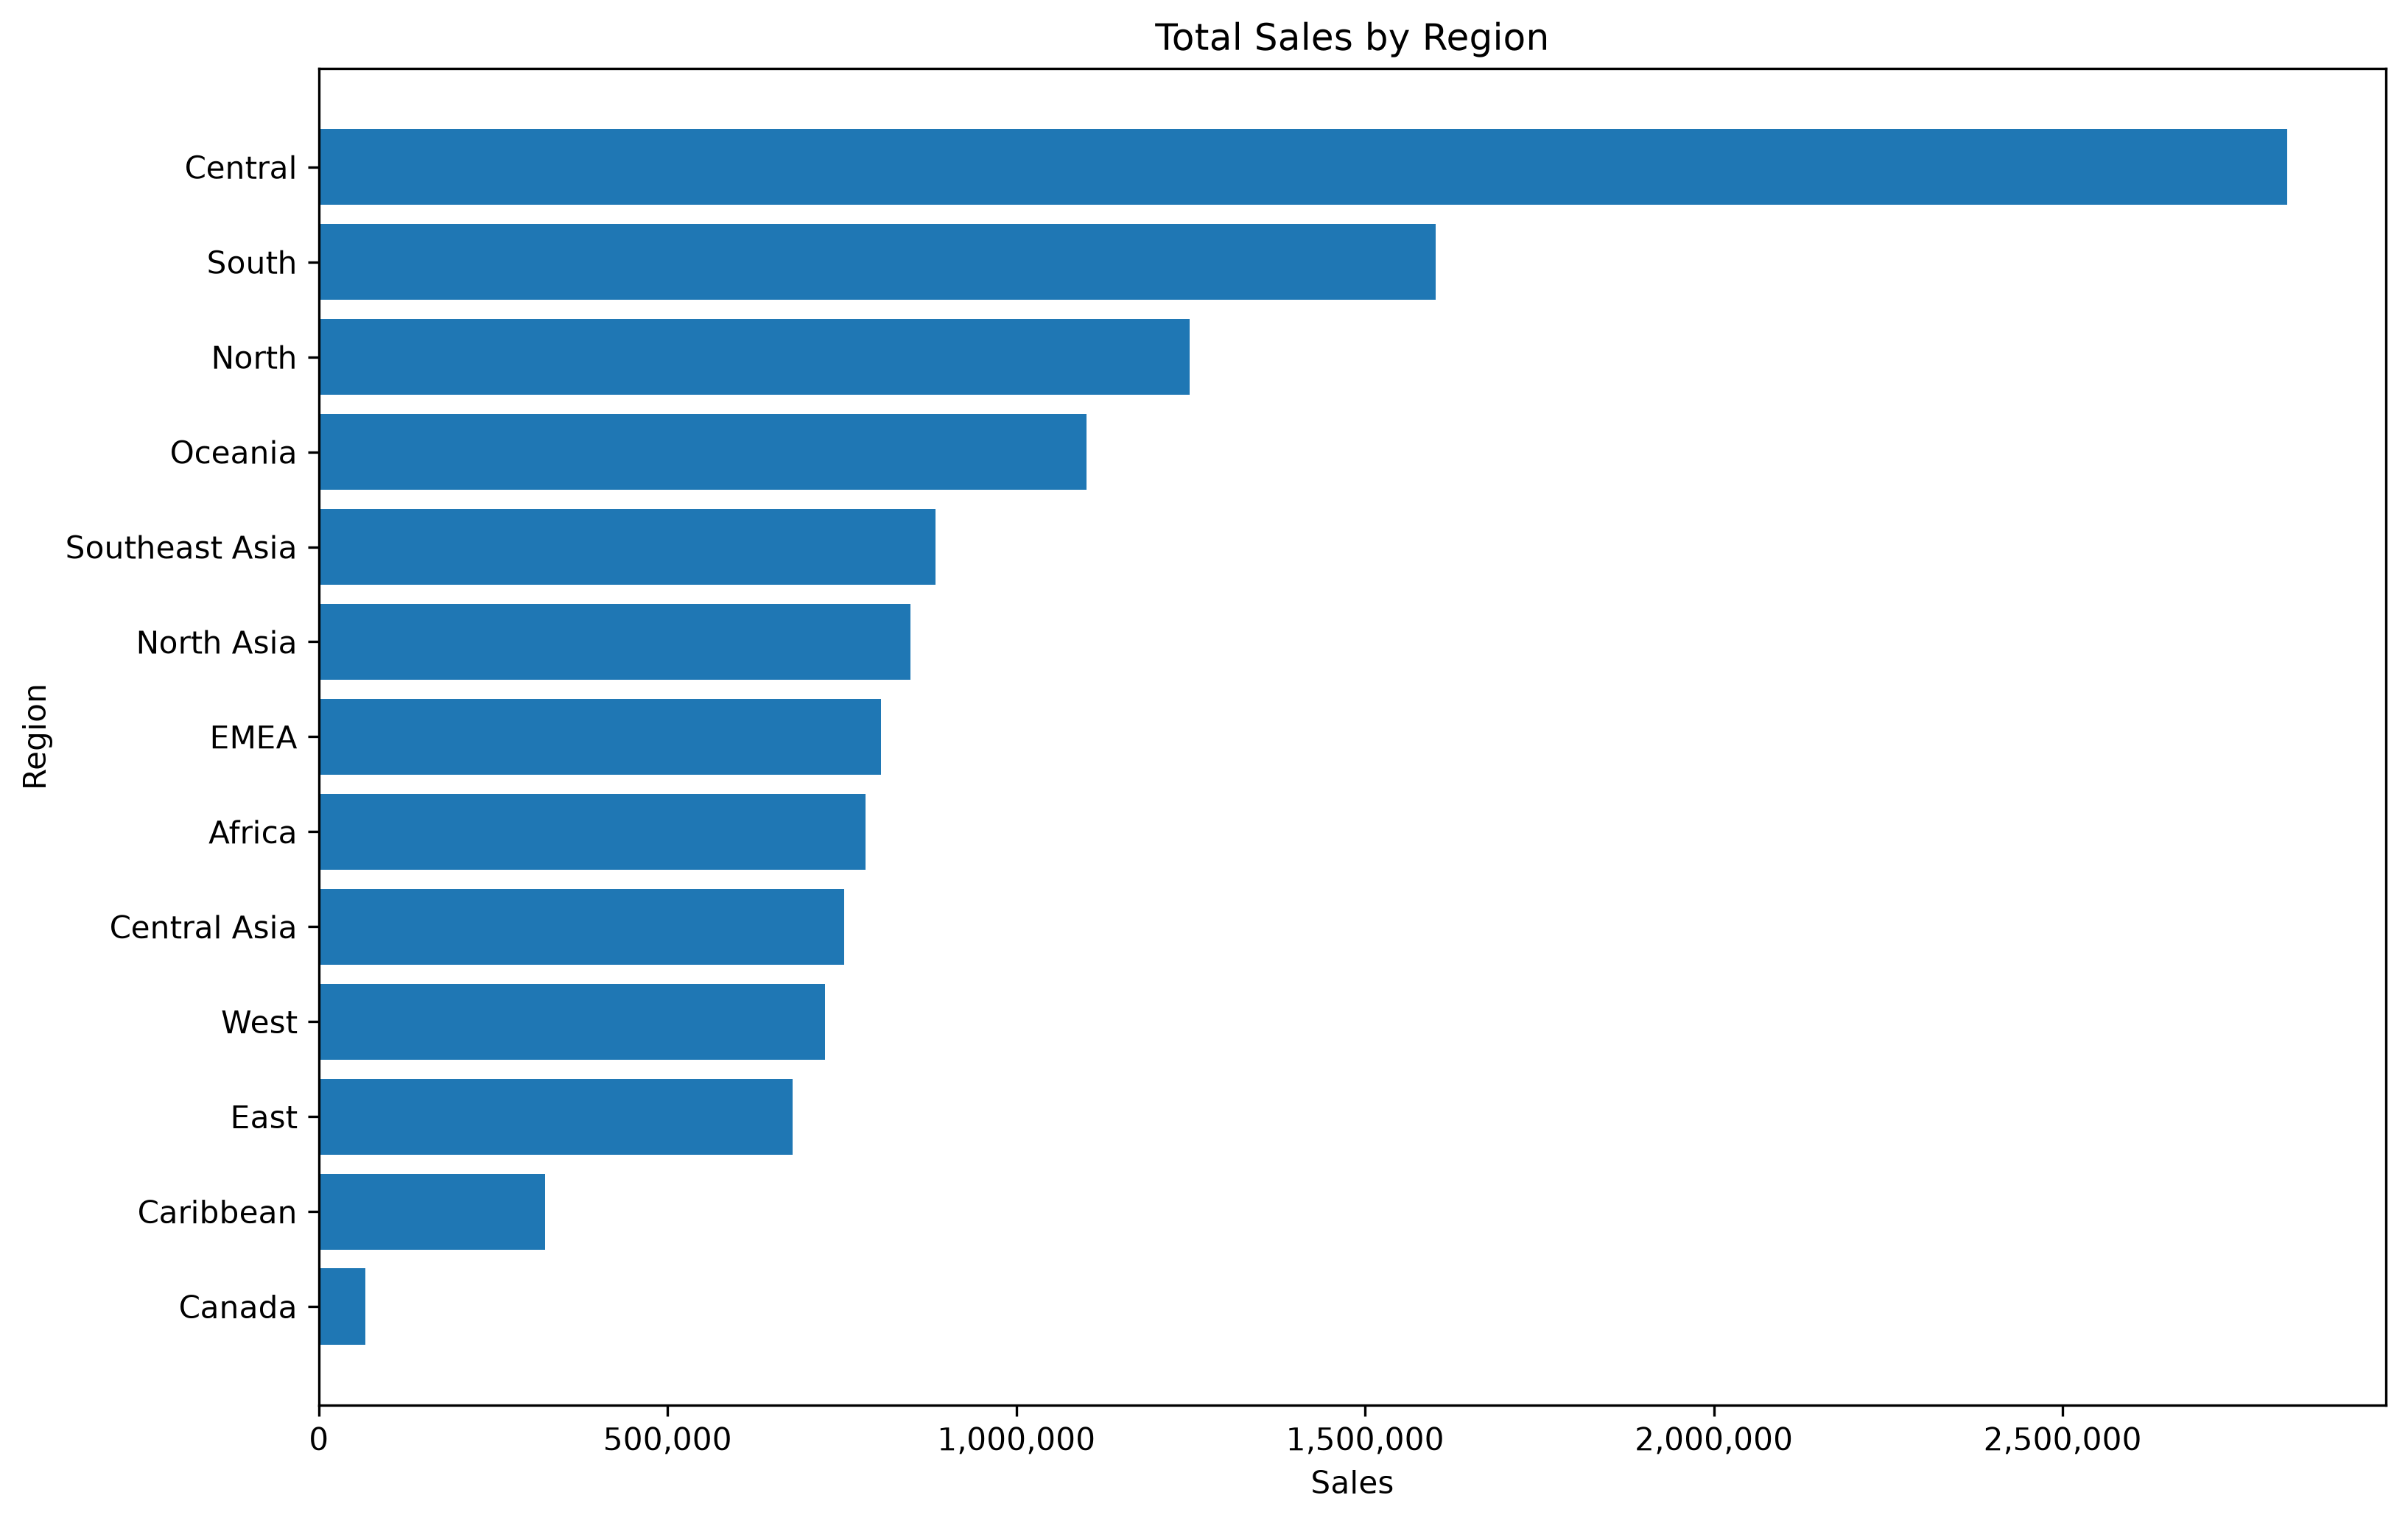 Total Sales by Region
Central
South
North
Oceania
Southeast Asia
North Asia
EMEA
Africa
Central Asia
West
East
Caribbean
Canada
Region
0 500,000 1,000,000 1,500,000 2,000,000 2,500,000
Sales